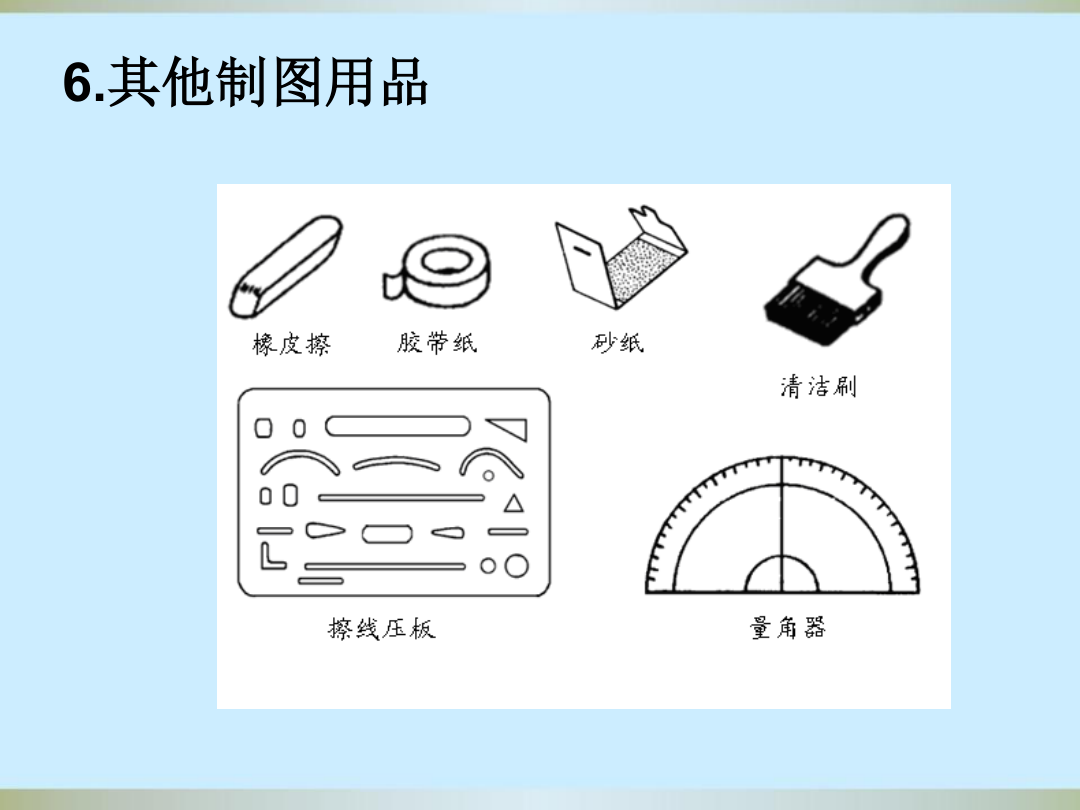 6.其他制图用品
橡皮擦
胶带纸
砂纸
清洁刷
擦线压板
量角器